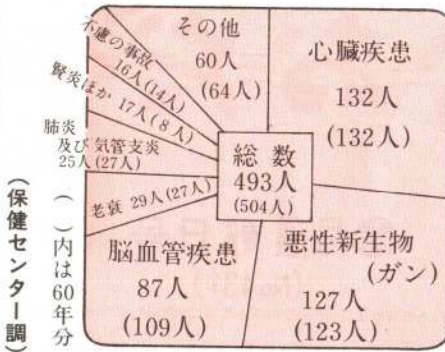 その他
60人
(64人)
心臓疾患
132人
(132人)
悪性新生物
(ガン)
127人
(123人)
脳血管疾患
87人
(109人)
老衰 29人(27人)
肺炎
及び気管支炎
25人(27人)
腎炎ほか 17人(8人)
不慮の事故
16人(14人)
総数
493人
(504人)
( )内は60年分
(保健センター調)